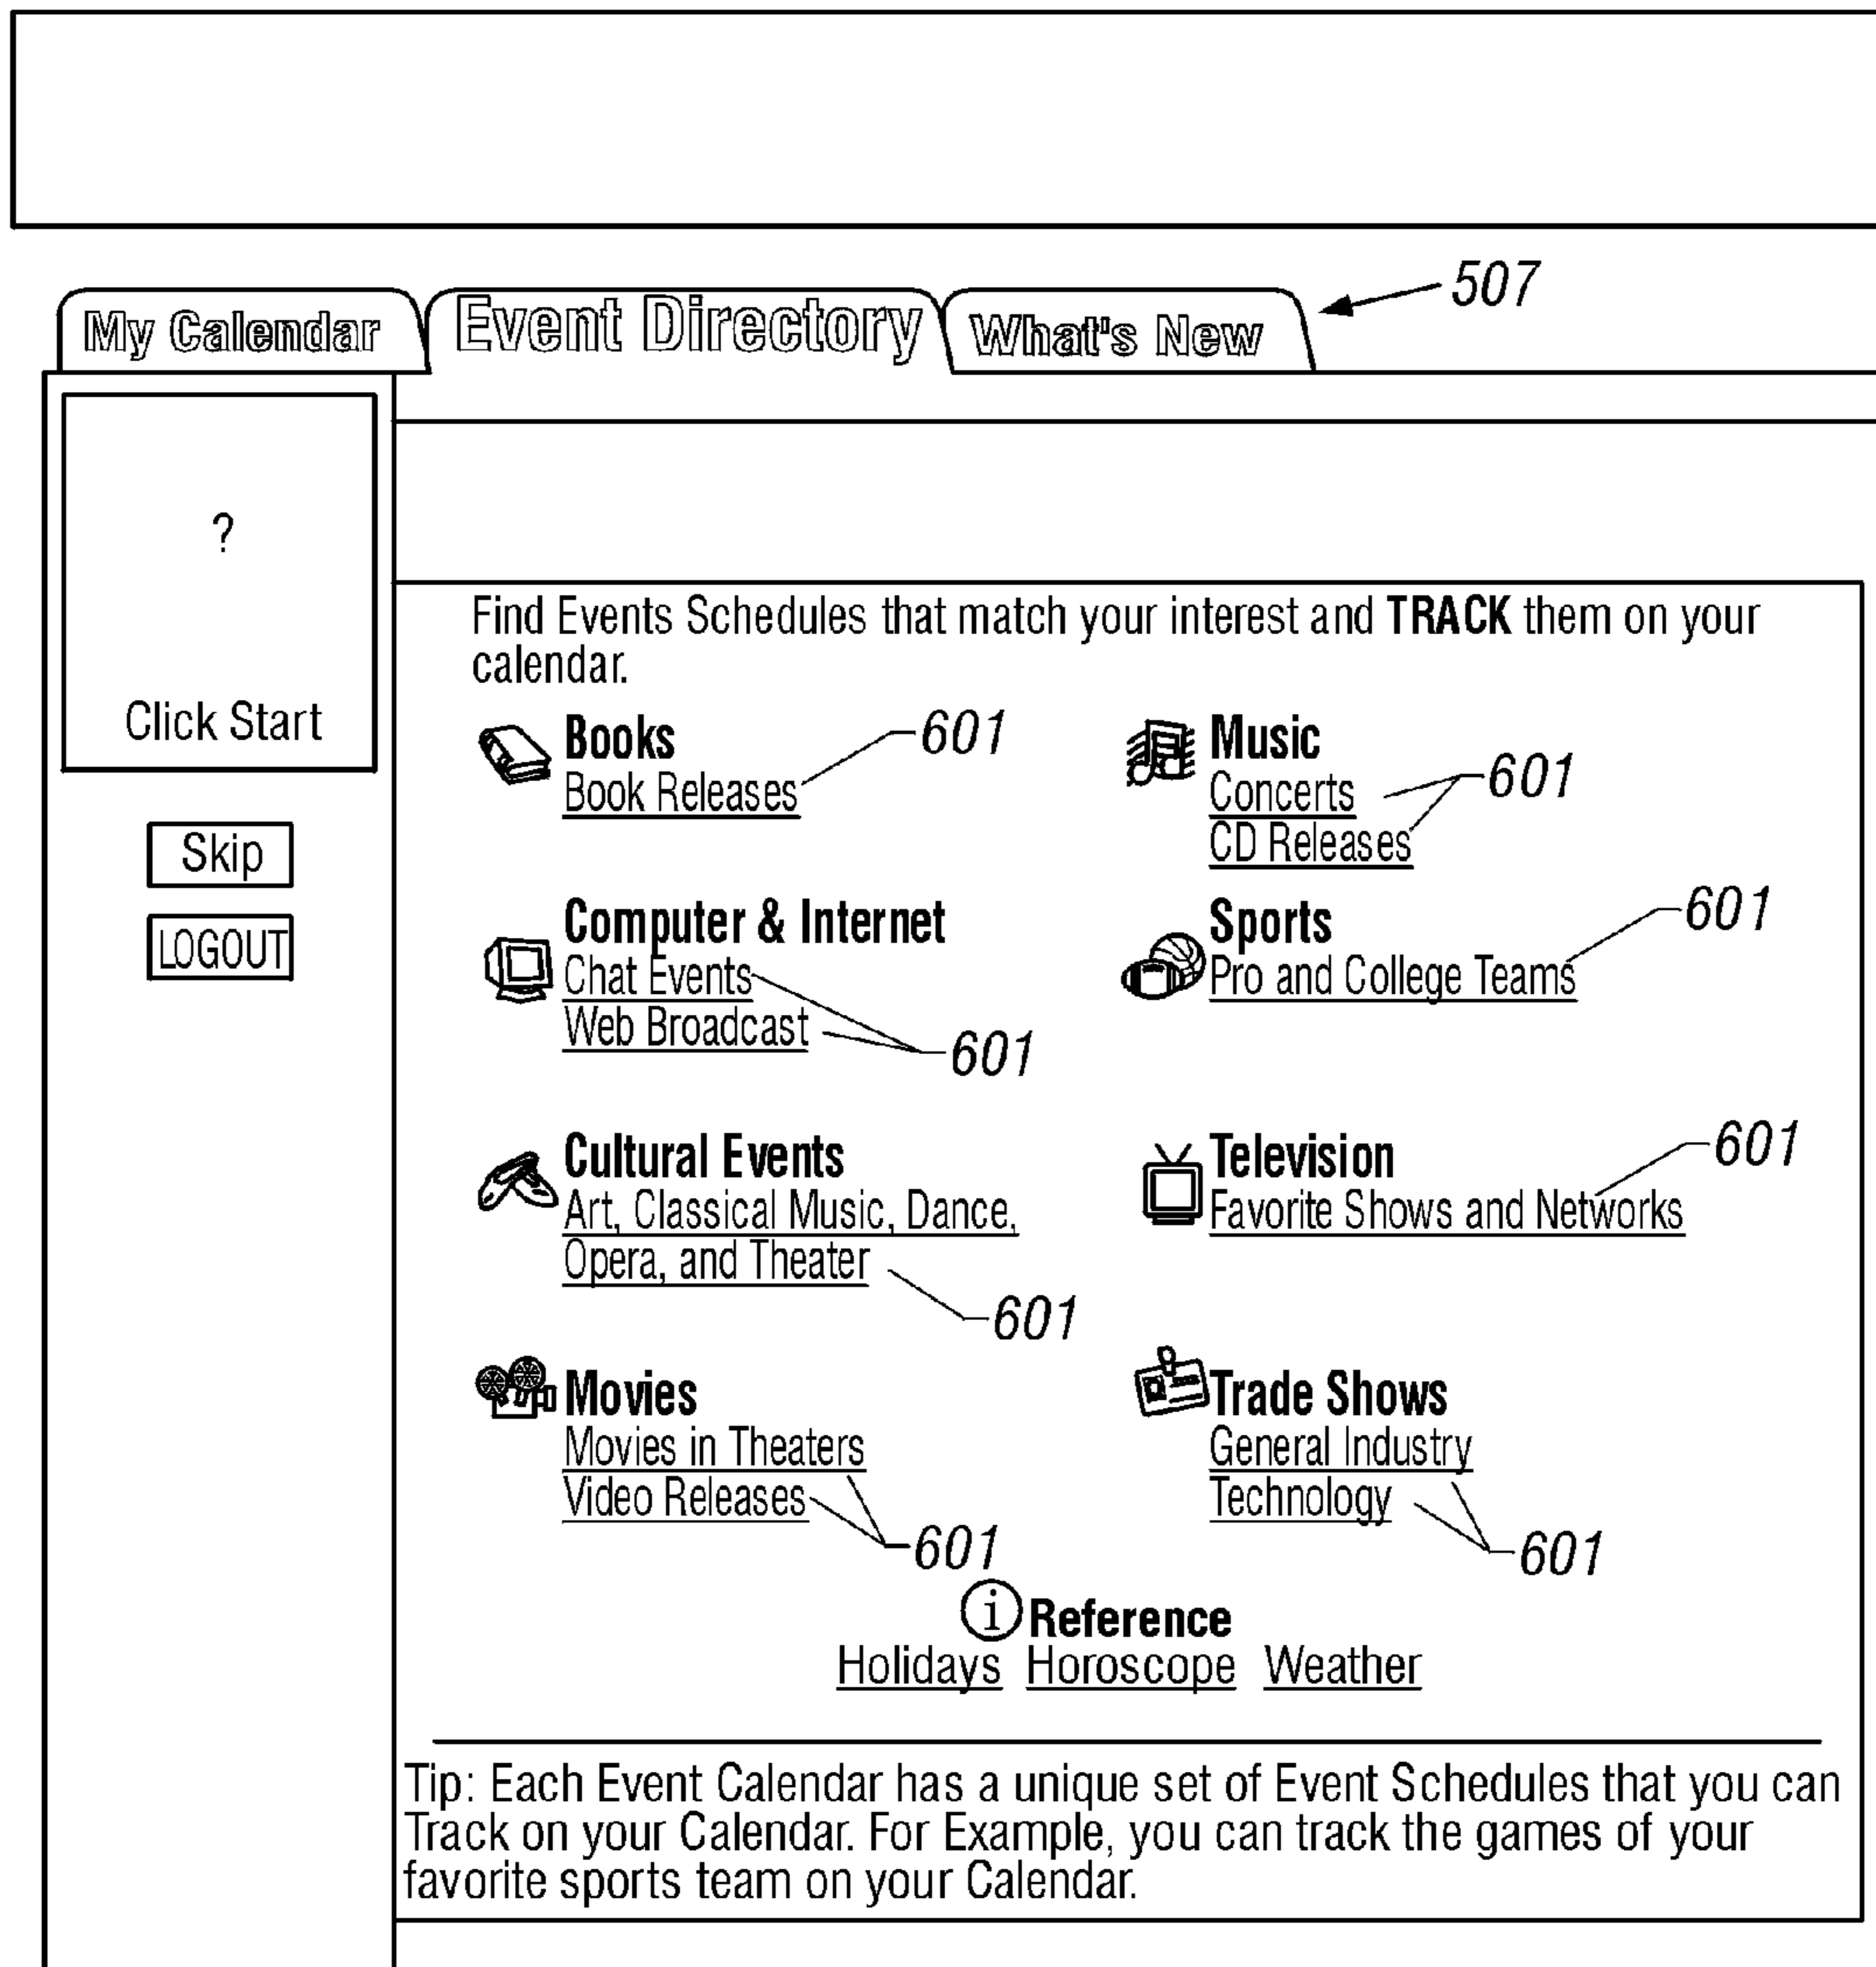 507
My Calendar Event Directory What's New
?
Click Start
Skip
LOGOUT
Find Events Schedules that match your interest and TRACK them on your
calendar.
Books
Book Releases
601
Music
Concerts
CD Releases
601
Computer & Internet
Chat Events
Web Broadcast
601
Sports
Pro and College Teams
601
Cultural Events
Art, Classical Music, Dance,
Opera, and Theater
601
Television
Favorite Shows and Networks
601
Movies
Movies in Theaters
Video Releases
601
Trade Shows
General Industry
Technology
601
i Reference
Holidays Horoscope Weather
Tip: Each Event Calendar has a unique set of Event Schedules that you can
Track on your Calendar. For Example, you can track the games of your
favorite sports team on your Calendar.